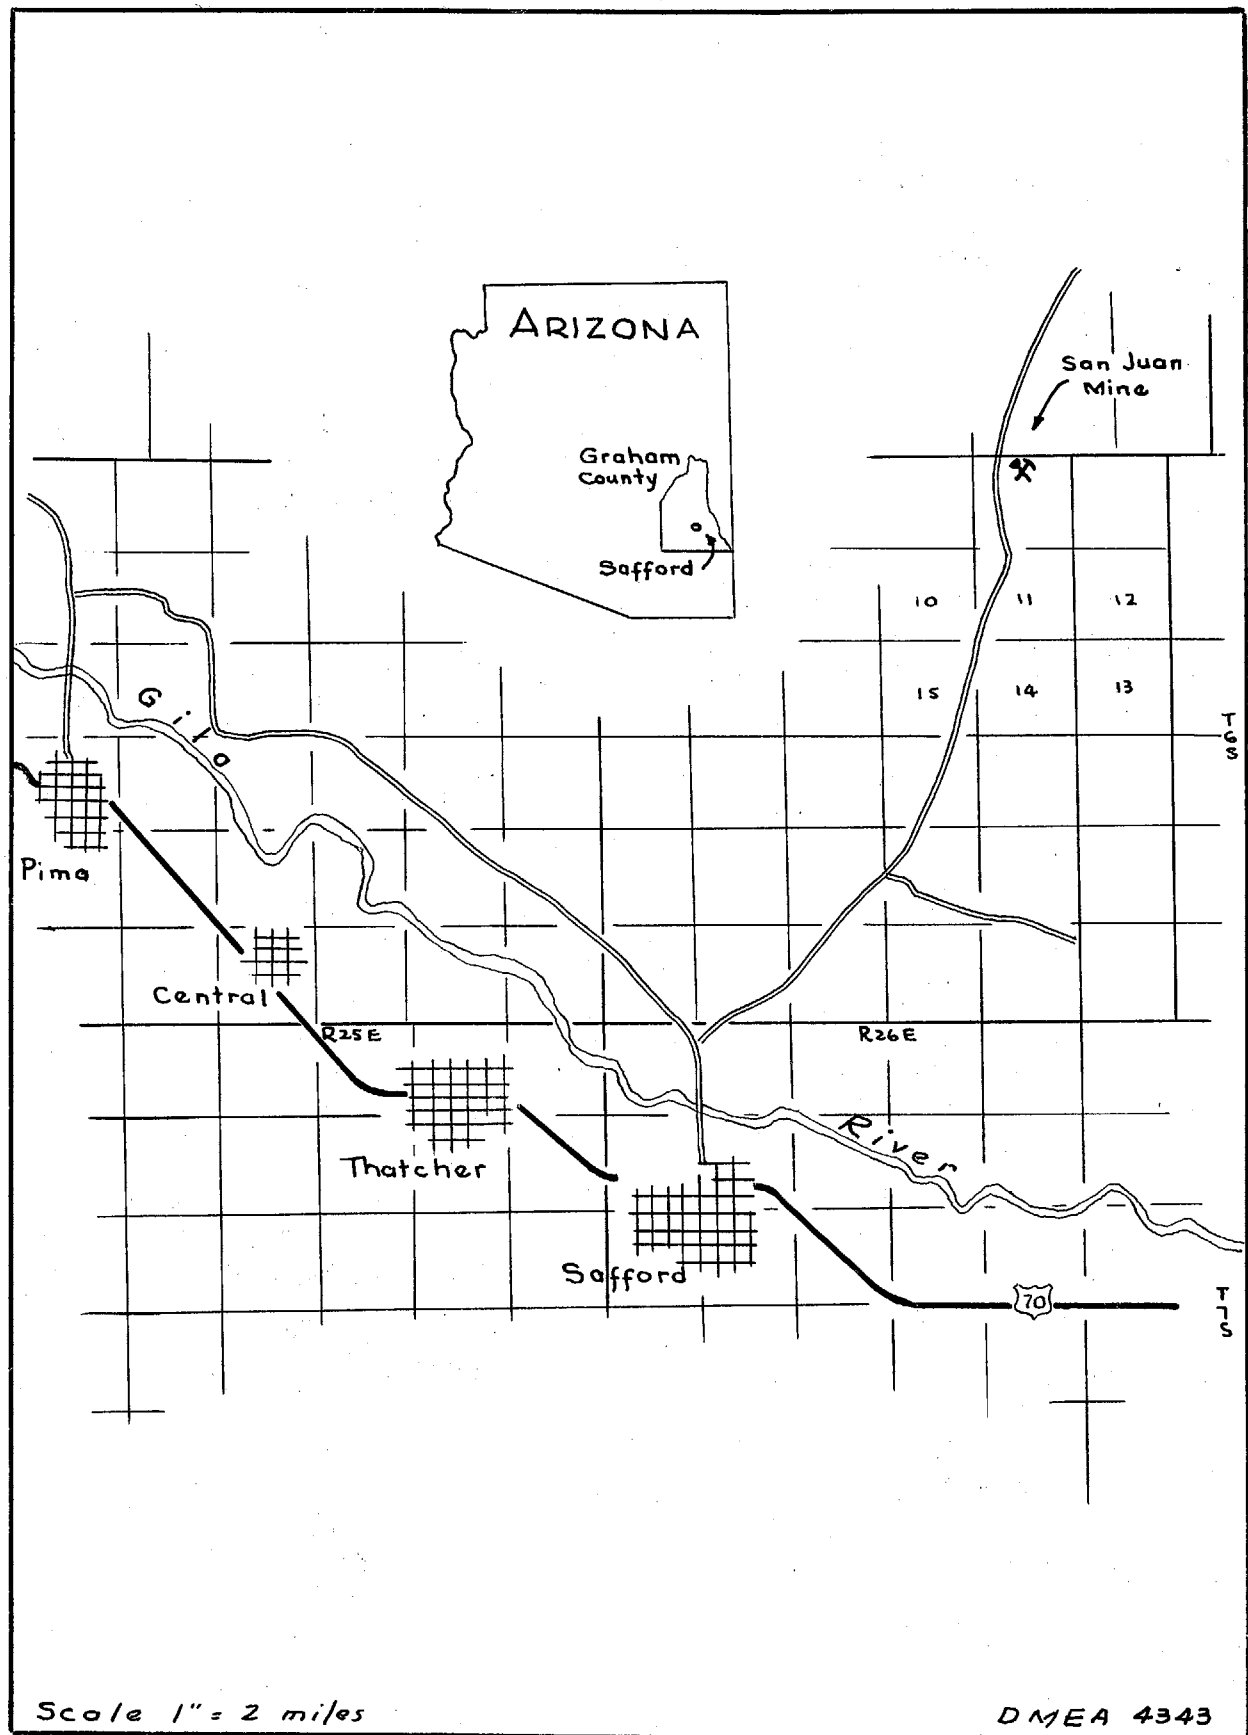 ARIZONA
San Juan
Mine
Graham
County
Safford
10
11
12
15
14
13
Gila
T
6
S
Pima
Central
R25E
R26E
River
Thatcher
Safford
70
T
7
S
Scale 1" = 2 miles
DMEA 4343